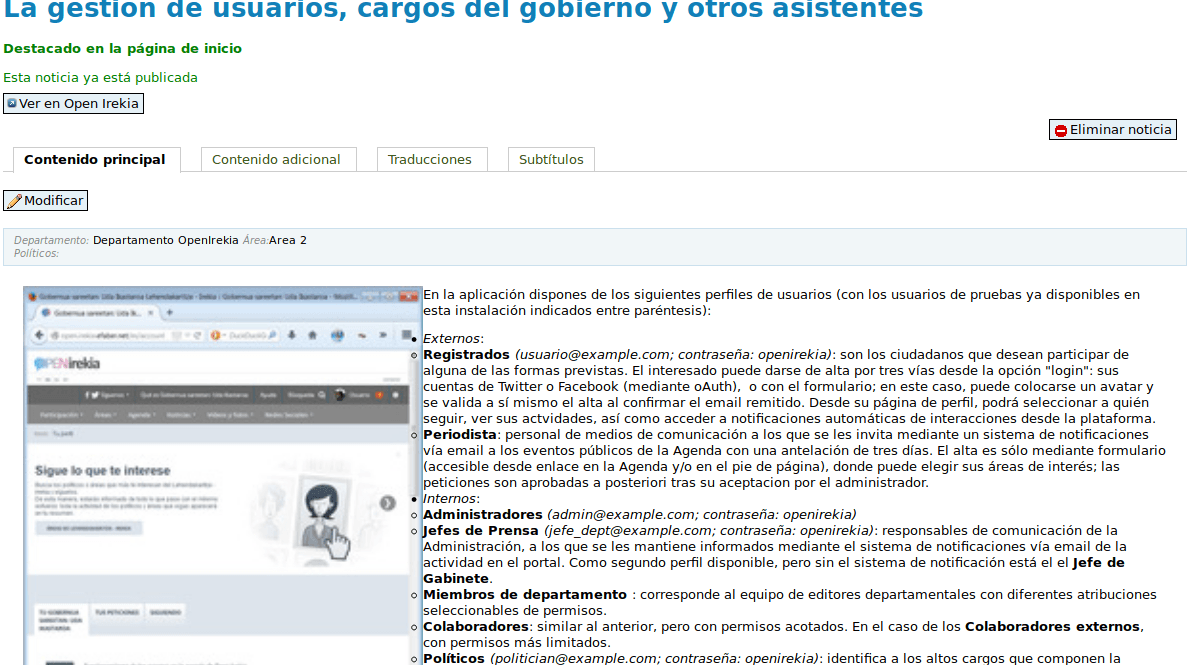 La gestión de usuarios, cargos del gobierno y otros asistentes
Destacado en la página de inicio
Esta noticia ya está publicada
Ver en Open Irekia
Eliminar noticia
Contenido principal
Contenido adicional
Traducciones
Subtítulos
Modificar
Departamento: Departamento OpenIrekia Área:Area 2
Políticos:
OPENirekia
Sigue lo que te interese
En la aplicación dispones de los siguientes perfiles de usuarios (con los usuarios de pruebas ya disponibles en
esta instalación indicados entre paréntesis):
Externos:
Registrados (usuario@example.com; contraseña: openirekia): son los ciudadanos que desean participar de
alguna de las formas previstas. El interesado puede darse de alta por tres vías desde la opción "login": sus
cuentas de Twitter o Facebook (mediante oAuth), o con el formulario; en este caso, puede colocarse un avatar y
se valida a sí mismo el alta al confirmar el email remitido. Desde su página de perfil, podrá seleccionar a quién
seguir, ver sus actvidades, así como acceder a notificaciones automáticas de interacciones desde la plataforma.
Periodista: personal de medios de comunicación a los que se les invita mediante un sistema de notificaciones
vía email a los eventos públicos de la Agenda con una antelación de tres días. El alta es sólo mediante formulario
(accesible desde enlace en la Agenda y/o en el pie de página), donde puede elegir sus áreas de interés; las
peticiones son aprobadas a posteriori tras su aceptacion por el administrador.
Internos:
Administradores (admin@example.com; contraseña: openirekia)
Jefes de Prensa (jefe_dept@example.com; contraseña: openirekia): responsables de comunicación de la
Administración, a los que se les mantiene informados mediante el sistema de notificaciones vía email de la
actividad en el portal. Como segundo perfil disponible, pero sin el sistema de notificación está el el Jefe de
Gabinete.
Miembros de departamento : corresponde al equipo de editores departamentales con diferentes atribuciones
seleccionables de permisos.
Colaboradores: similar al anterior, pero con permisos acotados. En el caso de los Colaboradores externos,
con permisos más limitados.
Políticos (politician@example.com; contraseña: openirekia): identifica a los altos cargos que componen la